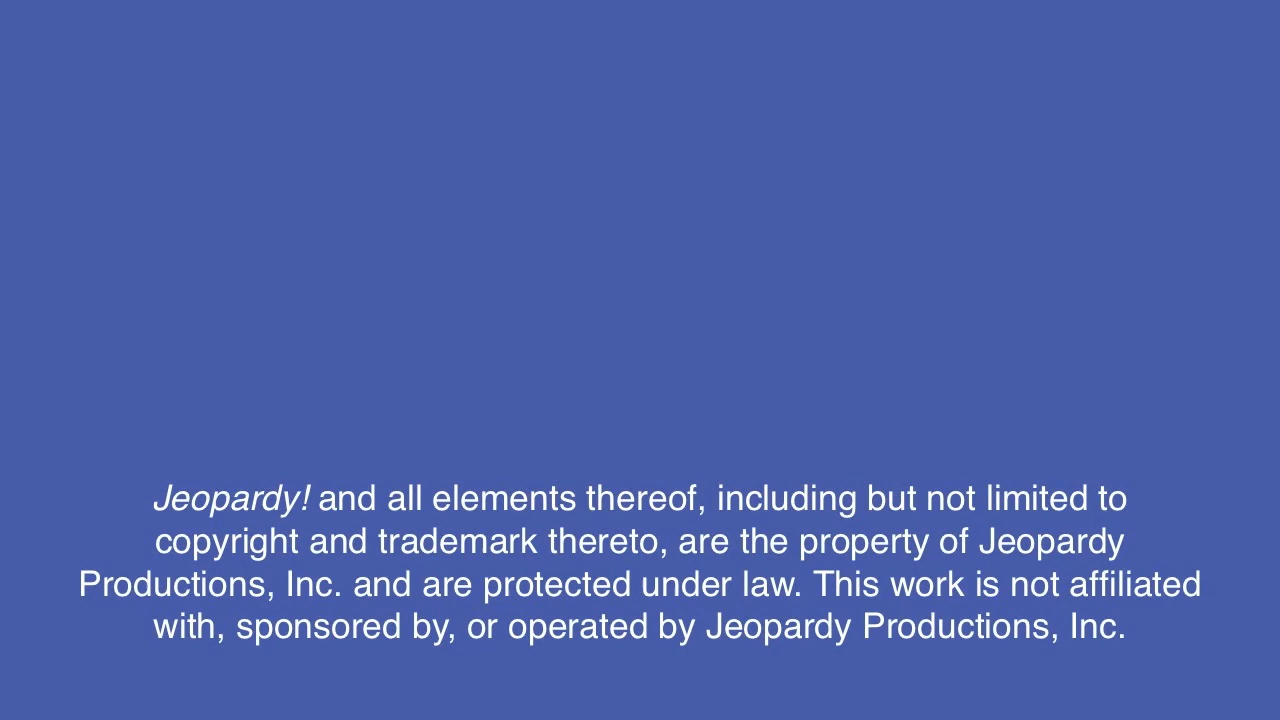 Jeopardy! and all elements thereof, including but not limited to
copyright and trademark thereto, are the property of Jeopardy
Productions, Inc. and are protected under law. This work is not affiliated
with, sponsored by, or operated by Jeopardy Productions, Inc.